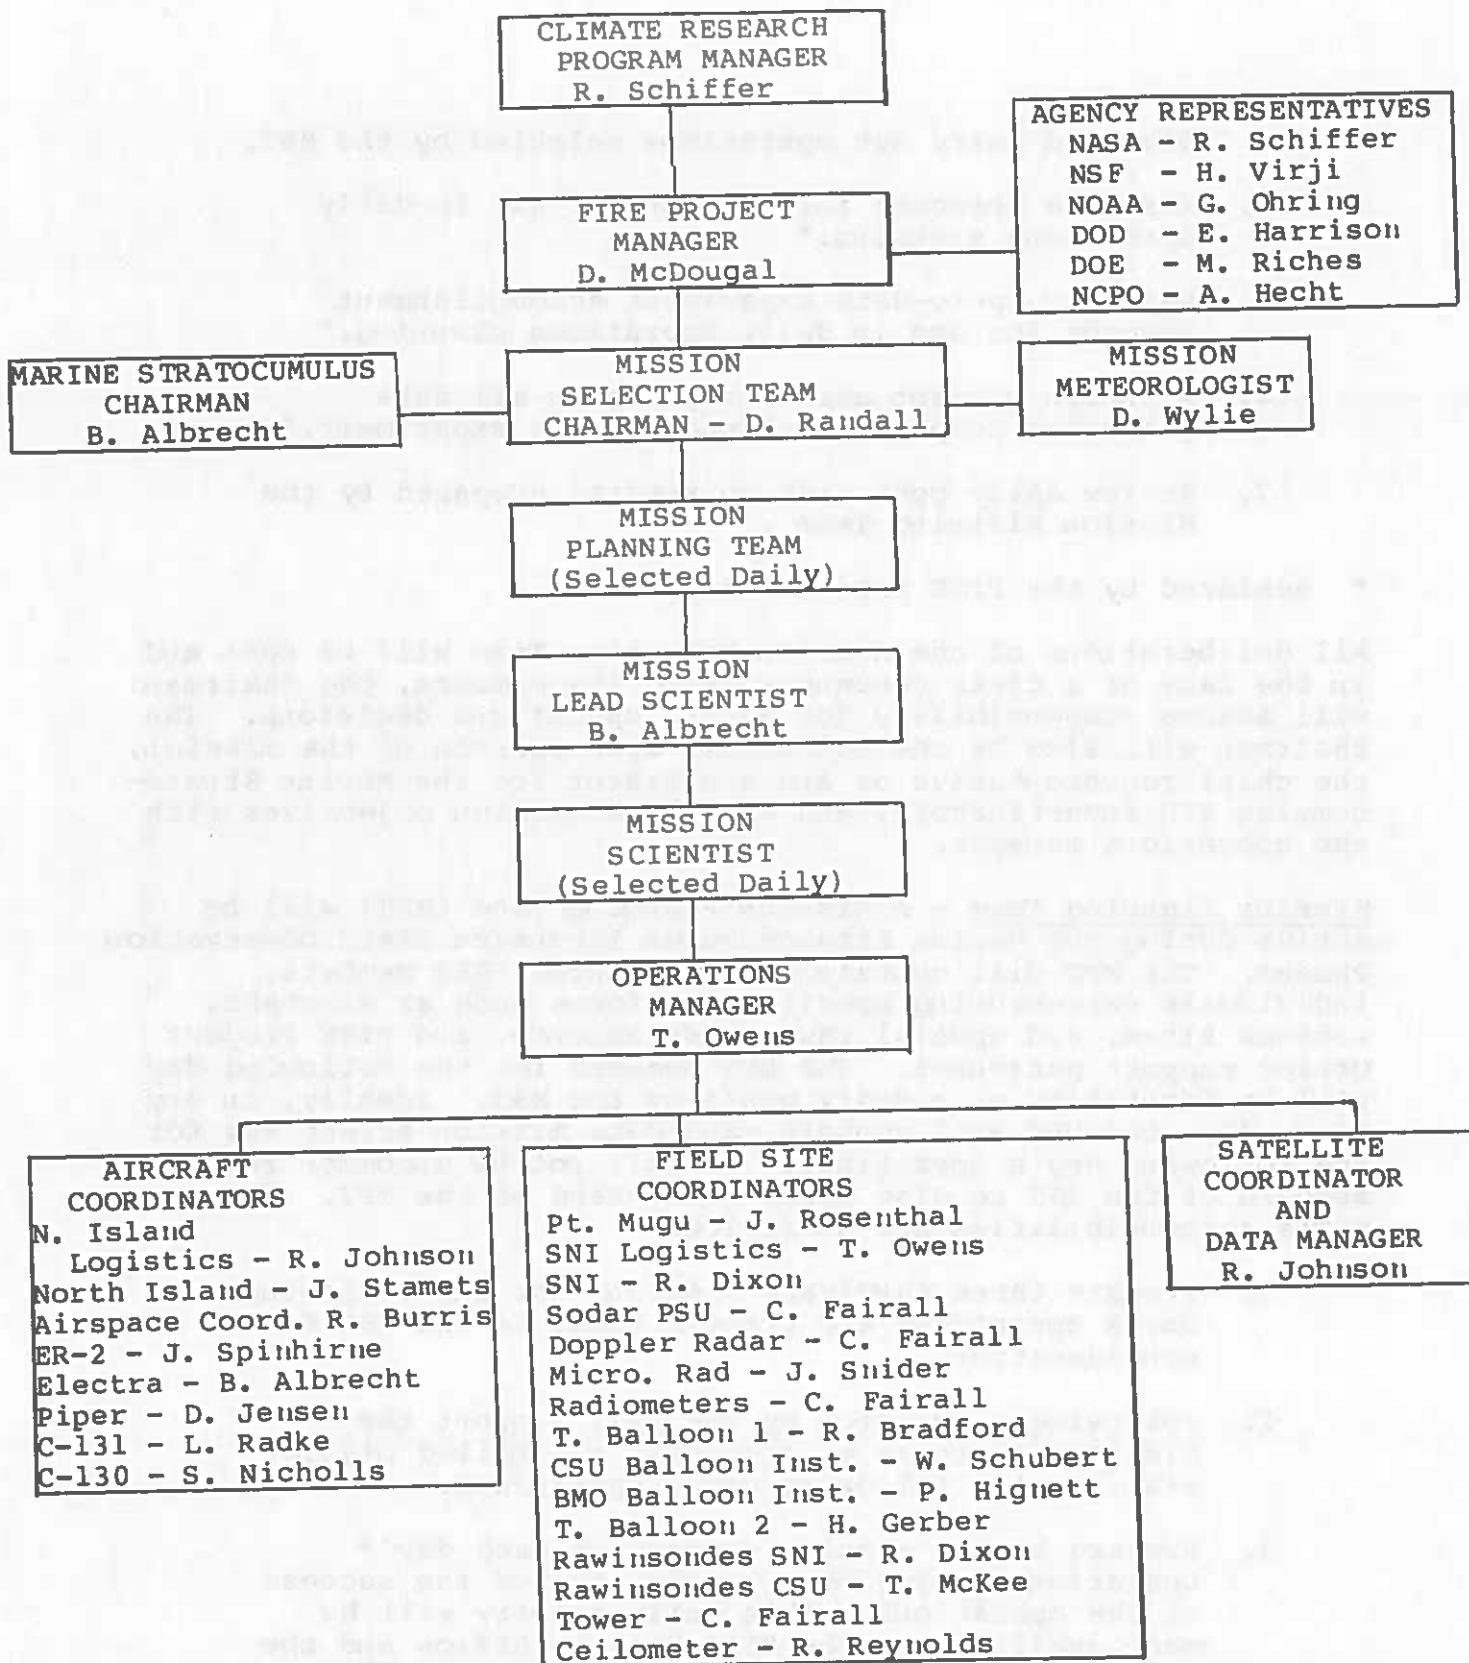 CLIMATE RESEARCH
PROGRAM MANAGER
R. Schiffer
AGENCY REPRESENTATIVES
NASA - R. Schiffer
NSF - H. Virji
NOAA - G. Ohring
DOD - E. Harrison
DOE - M. Riches
NCPO - A. Hecht
FIRE PROJECT
MANAGER
D. McDougal
MARINE STRATOCUMULUS
CHAIRMAN
B. Albrecht
MISSION
SELECTION TEAM
CHAIRMAN - D. Randall
MISSION
METEOROLOGIST
D. Wylie
MISSION
PLANNING TEAM
(Selected Daily)
MISSION
LEAD SCIENTIST
B. Albrecht
MISSION
SCIENTIST
(Selected Daily)
OPERATIONS
MANAGER
T. Owens
AIRCRAFT
COORDINATORS
N. Island
Logistics - R. Johnson
North Island - J. Stamets
Airspace Coord. R. Burris
ER-2 - J. Spinhirne
Electra - B. Albrecht
Piper - D. Jensen
C-131 - L. Radke
C-130 - S. Nicholls
FIELD SITE
COORDINATORS
Pt. Mugu - J. Rosenthal
SNI Logistics - T. Owens
SNI - R. Dixon
Sodar PSU - C. Fairall
Doppler Radar - C. Fairall
Micro. Rad - J. Snider
Radiometers - C. Fairall
T. Balloon 1 - R. Bradford
CSU Balloon Inst. - W. Schubert
BMO Balloon Inst. - P. Hignett
T. Balloon 2 - H. Gerber
Rawinsondes SNI - R. Dixon
Rawinsondes CSU - T. McKee
Tower - C. Fairall
Ceilometer - R. Reynolds
SATELLITE
COORDINATOR
AND
DATA MANAGER
R. Johnson